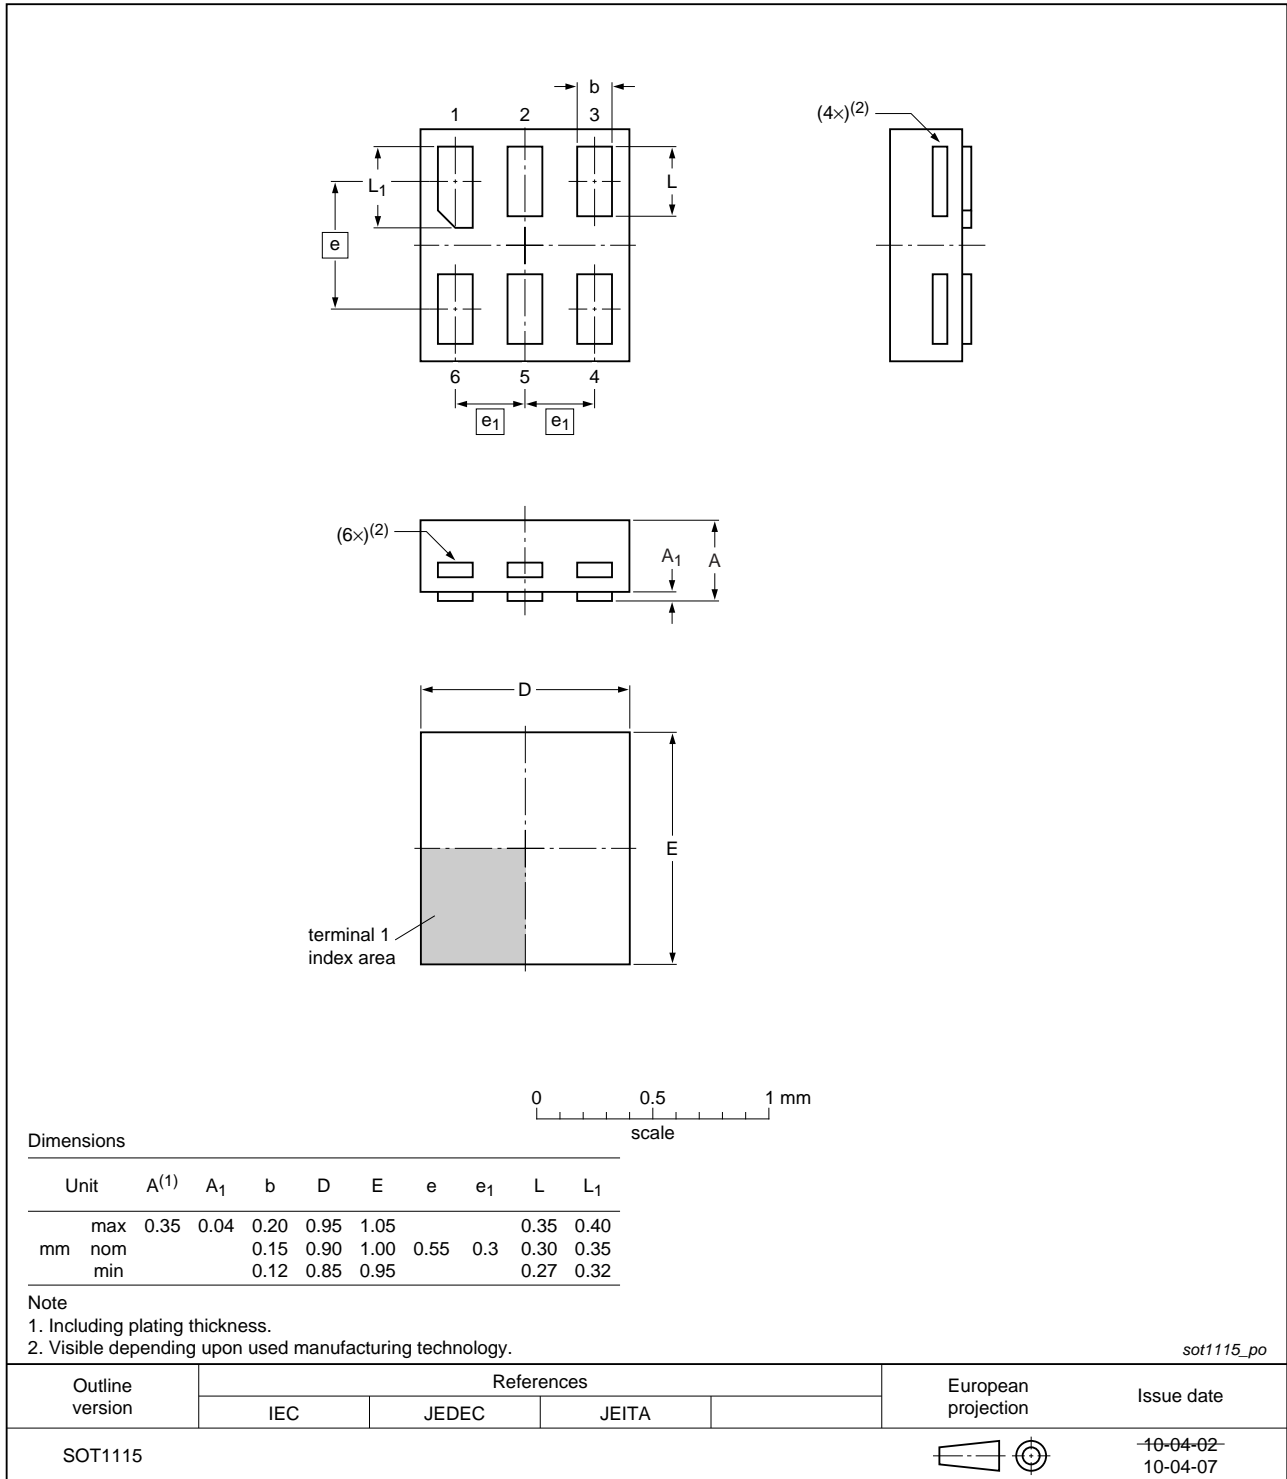 b
1 2 3
(4×)(2)
L1
L
e
6 5 4
e1 e1
(6×)(2)
A1 A
D
E
terminal 1
index area
0 0.5 1 mm
scale
Dimensions
Unit A(1) A1 b D E e e1 L L1
max 0.35 0.04 0.20 0.95 1.05 0.35 0.40
mm nom 0.15 0.90 1.00 0.55 0.3 0.30 0.35
min 0.12 0.85 0.95 0.27 0.32
Note
1. Including plating thickness.
2. Visible depending upon used manufacturing technology.
sot1115_po
Outline
version
References
IEC JEDEC JEITA
European
projection
Issue date
SOT1115
10-04-02
10-04-07